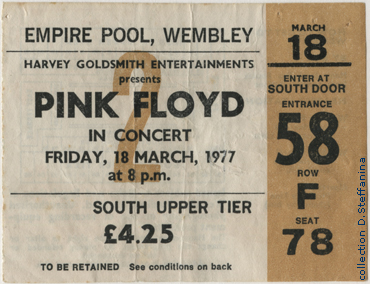 EMPIRE POOL, WEMBLEY
HARVEY GOLDSMITH ENTERTAINMENTS
presents
PINK FLOYD
IN CONCERT
FRIDAY, 18 MARCH, 1977
at 8 p.m.
SOUTH UPPER TIER
£4.25
TO BE RETAINED See conditions on back
MARCH
18
ENTER AT
SOUTH DOOR
ENTRANCE
58
ROW
F
SEAT
78
collection D. Steffanina
2